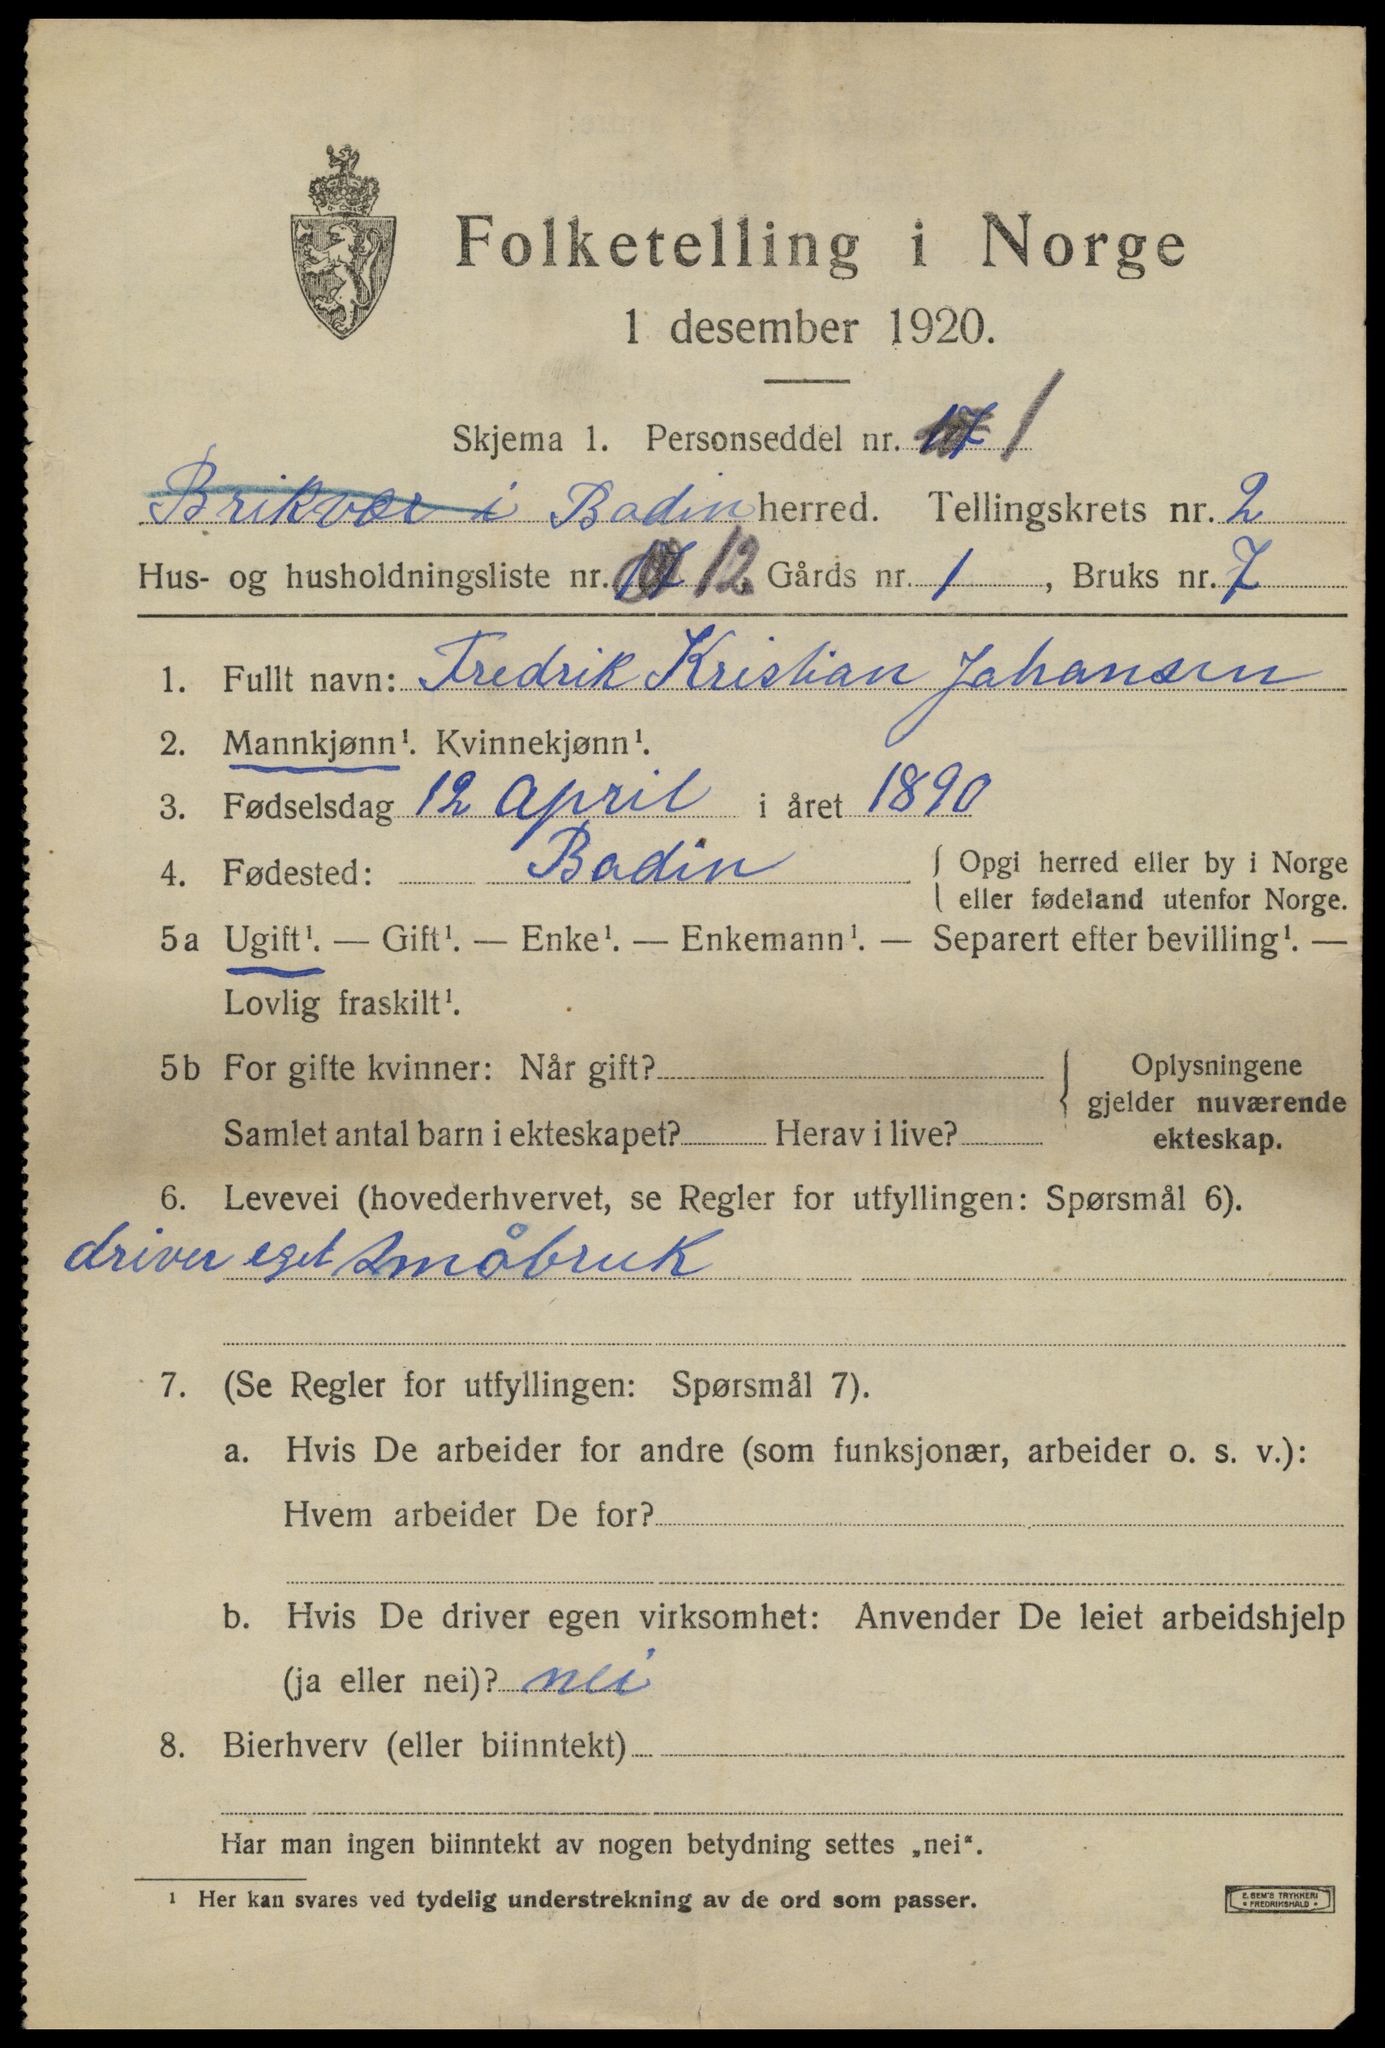 Folketelling i Norge
1 desember 1920.
Skjema 1. Personseddel nr. 17 1
Brikvær i Bodin herred. Tellingskrets nr. 2
Hus- og husholdningsliste nr. 12 Gårds nr. 1, Bruks nr. 7
1. Fullt navn: Fredrik Kristian Johansen
2. Mannkjønn¹. Kvinnekjønn¹.
3. Fødselsdag 12 april i året 1890
4. Fødested: Bodin { Opgi herred eller by i Norge
eller fødeland utenfor Norge.
5a Ugift¹. — Gift¹. — Enke¹. — Enkemann¹. — Separert efter bevilling¹. —
Lovlig fraskilt¹.
5b For gifte kvinner: Når gift? { Oplysningene
gjelder nuværende
Samlet antal barn i ekteskapet? Herav i live? ekteskap.
6. Levevei (hovederhvervet, se Regler for utfyllingen: Spørsmål 6).
driver eget småbruk
7. (Se Regler for utfyllingen: Spørsmål 7).
a. Hvis De arbeider for andre (som funksjonær, arbeider o. s. v.):
Hvem arbeider De for?
b. Hvis De driver egen virksomhet: Anvender De leiet arbeidshjelp
(ja eller nei)? nei
8. Bierhverv (eller biinntekt)
Har man ingen biinntekt av nogen betydning settes „nei".
¹ Her kan svares ved tydelig understrekning av de ord som passer.
E. SEM'S TRYKKERI
FREDRIKSHALD